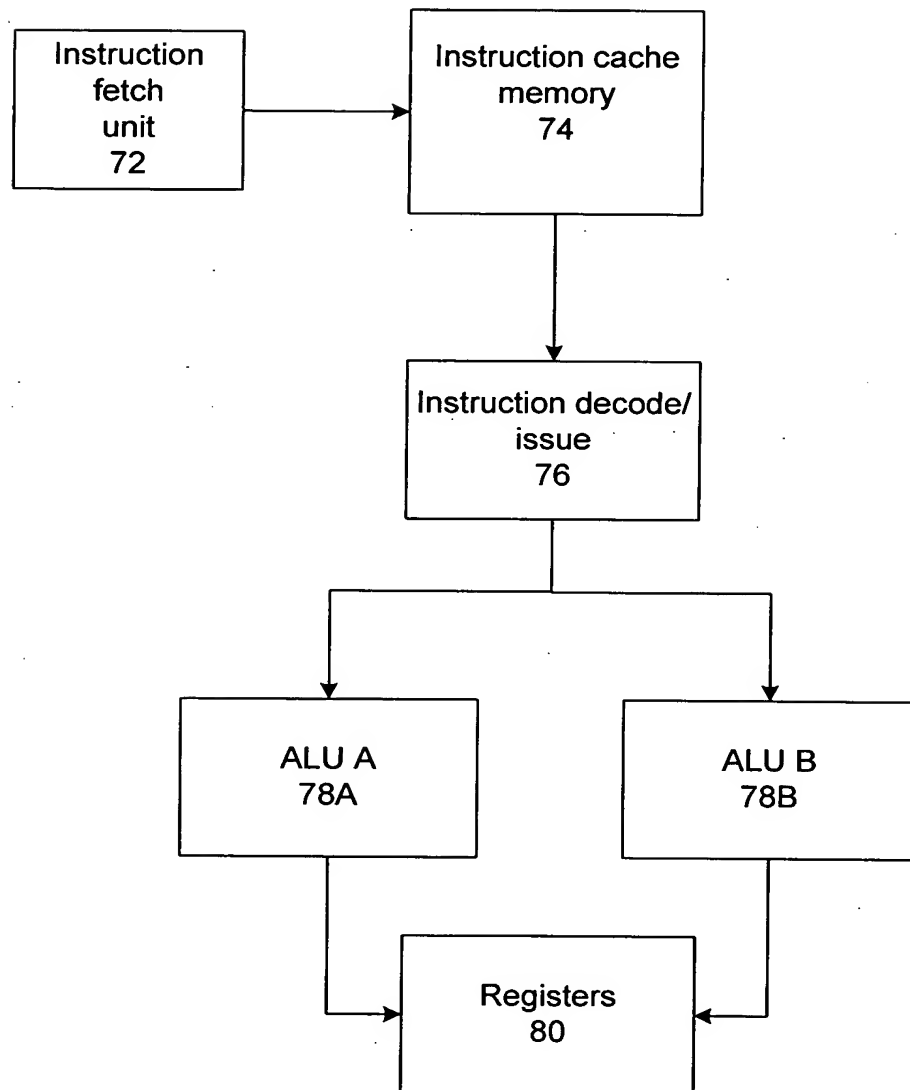 Instruction
fetch
unit
72
Instruction cache
memory
74
Instruction decode/
issue
76
ALU A
78A
ALU B
78B
Registers
80